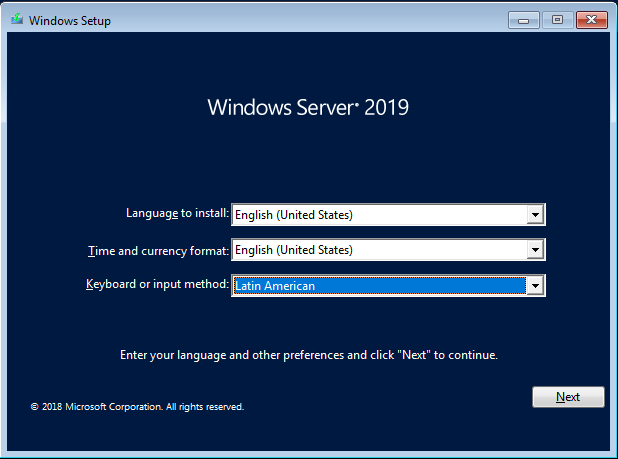 Windows Setup
Windows Server® 2019
Language to install: English (United States)
Time and currency format: English (United States)
Keyboard or input method: Latin American
Enter your language and other preferences and click "Next" to continue.
Next
© 2018 Microsoft Corporation. All rights reserved.